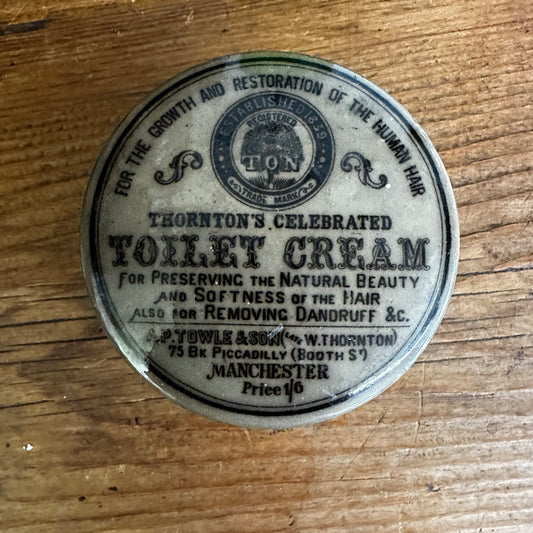 FOR THE GROWTH AND RESTORATION OF THE HUMAN HAIR
ESTABLISHED 1839
REGISTERED
TON
TRADE MARK
THORNTON'S CELEBRATED
TOILET CREAM
FOR PRESERVING THE NATURAL BEAUTY
AND SOFTNESS OF THE HAIR
ALSO FOR REMOVING DANDRUFF &C.
A.P. TOWLE & SON (late W. THORNTON)
75 BK PICCADILLY (BOOTH ST)
MANCHESTER
Price 1/6